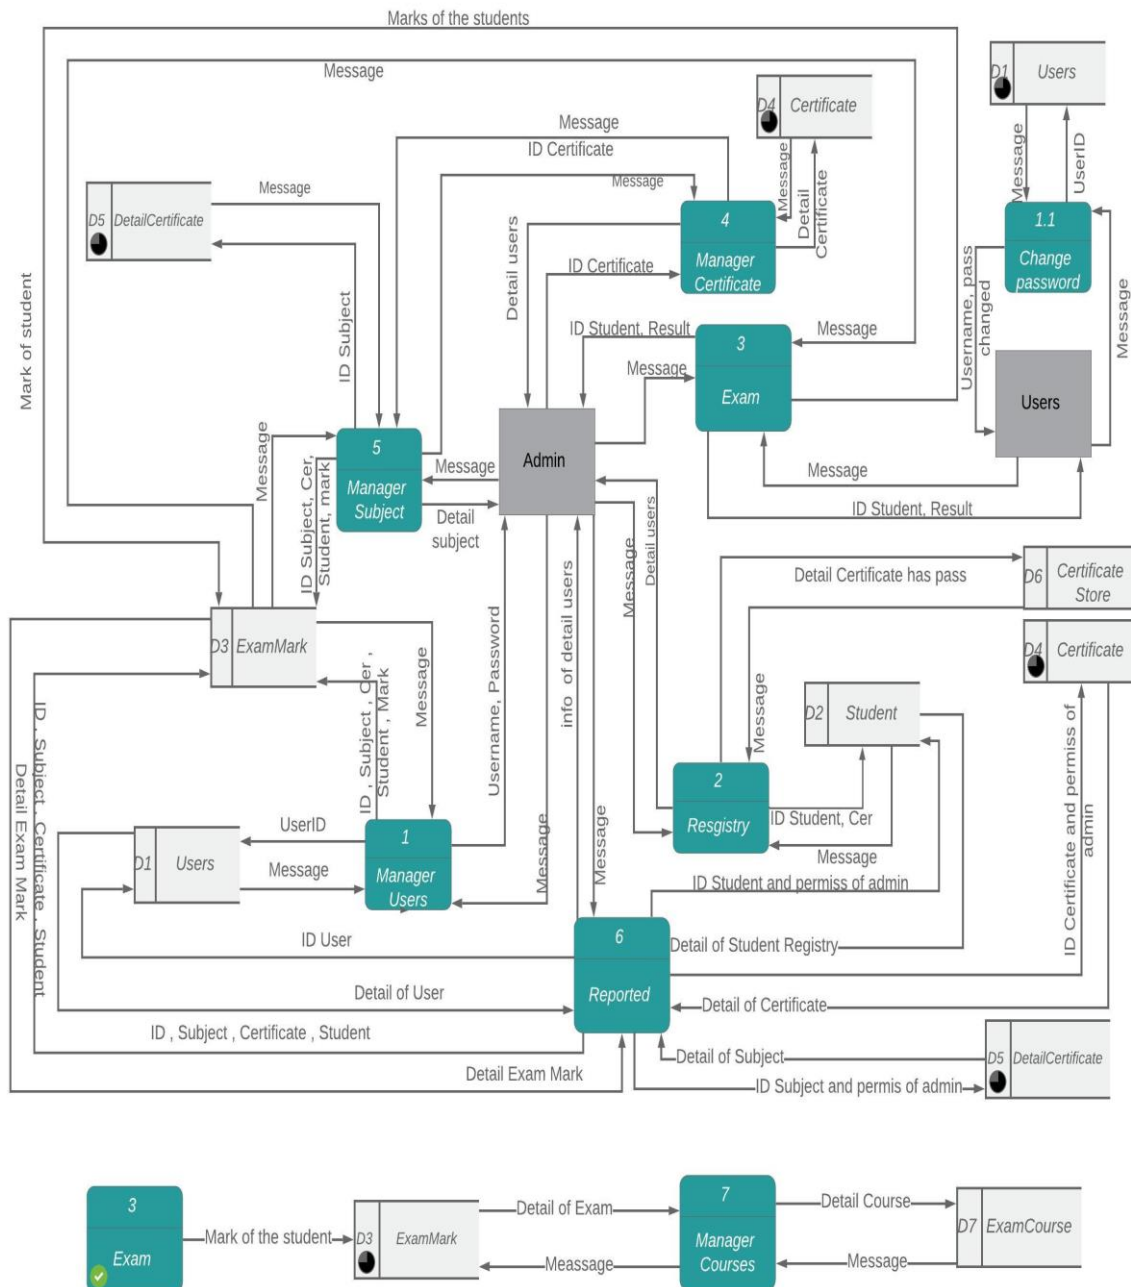 Marks of the students
Message
D1
Users
D4
Certificate
Message
ID Certificate
Message
Message
Detail
Certificate
Message
UserID
D5
DetailCertificate
Message
4
Manager
Certificate
1.1
Change
password
Detail users
ID Certificate
Username, pass
changed
Message
Mark of student
ID Subject
ID Student, Result
3
Exam
Message
Message
Users
Admin
5
Manager
Subject
Message
Message
Detail
subject
ID Subject, Cer,
Student, mark
Message
ID Student, Result
Message
Detail users
Detail Certificate has pass
D6
Certificate
Store
D3
ExamMark
Message
ID , Subject , Cer ,
Student , Mark
Username, Password
info of detail users
D4
Certificate
Message
D2
Student
ID Certificate and permiss of
admin
ID , Subject , Certificate , Student
Detail Exam Mark
2
Resgistry
ID Student, Cer
Message
UserID
D1
Users
Message
1
Manager
Users
Message
Message
ID Student and permiss of admin
ID User
6
Reported
Detail of Student Registry
Detail of User
Detail of Certificate
ID , Subject , Certificate , Student
Detail Exam Mark
Detail of Subject
D5
DetailCertificate
ID Subject and permis of admin
3
Exam
Mark of the student
D3
ExamMark
Detail of Exam
Meassage
7
Manager
Courses
Detail Course
Message
D7
ExamCourse